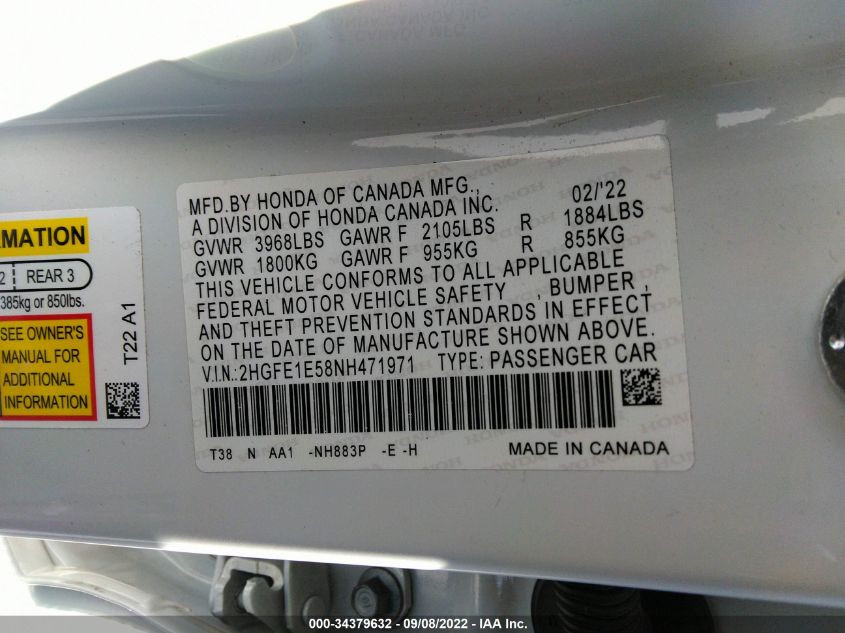 MFD.BY HONDA OF CANADA MFG., 02/'22
A DIVISION OF HONDA CANADA INC.
GVWR 3968LBS GAWR F 2105LBS R 1884LBS
GVWR 1800KG GAWR F 955KG R 855KG
THIS VEHICLE CONFORMS TO ALL APPLICABLE
FEDERAL MOTOR VEHICLE SAFETY , BUMPER ,
AND THEFT PREVENTION STANDARDS IN EFFECT
ON THE DATE OF MANUFACTURE SHOWN ABOVE.
V.I.N.:2HGFE1E58NH471971 TYPE: PASSENGER CAR
T38 N AA1 -NH883P -E -H MADE IN CANADA
RMATION
2 REAR 3
385kg or 850lbs.
SEE OWNER'S
MANUAL FOR
ADDITIONAL
INFORMATION
T22 A1
000-34379632 - 09/08/2022 - IAA Inc.